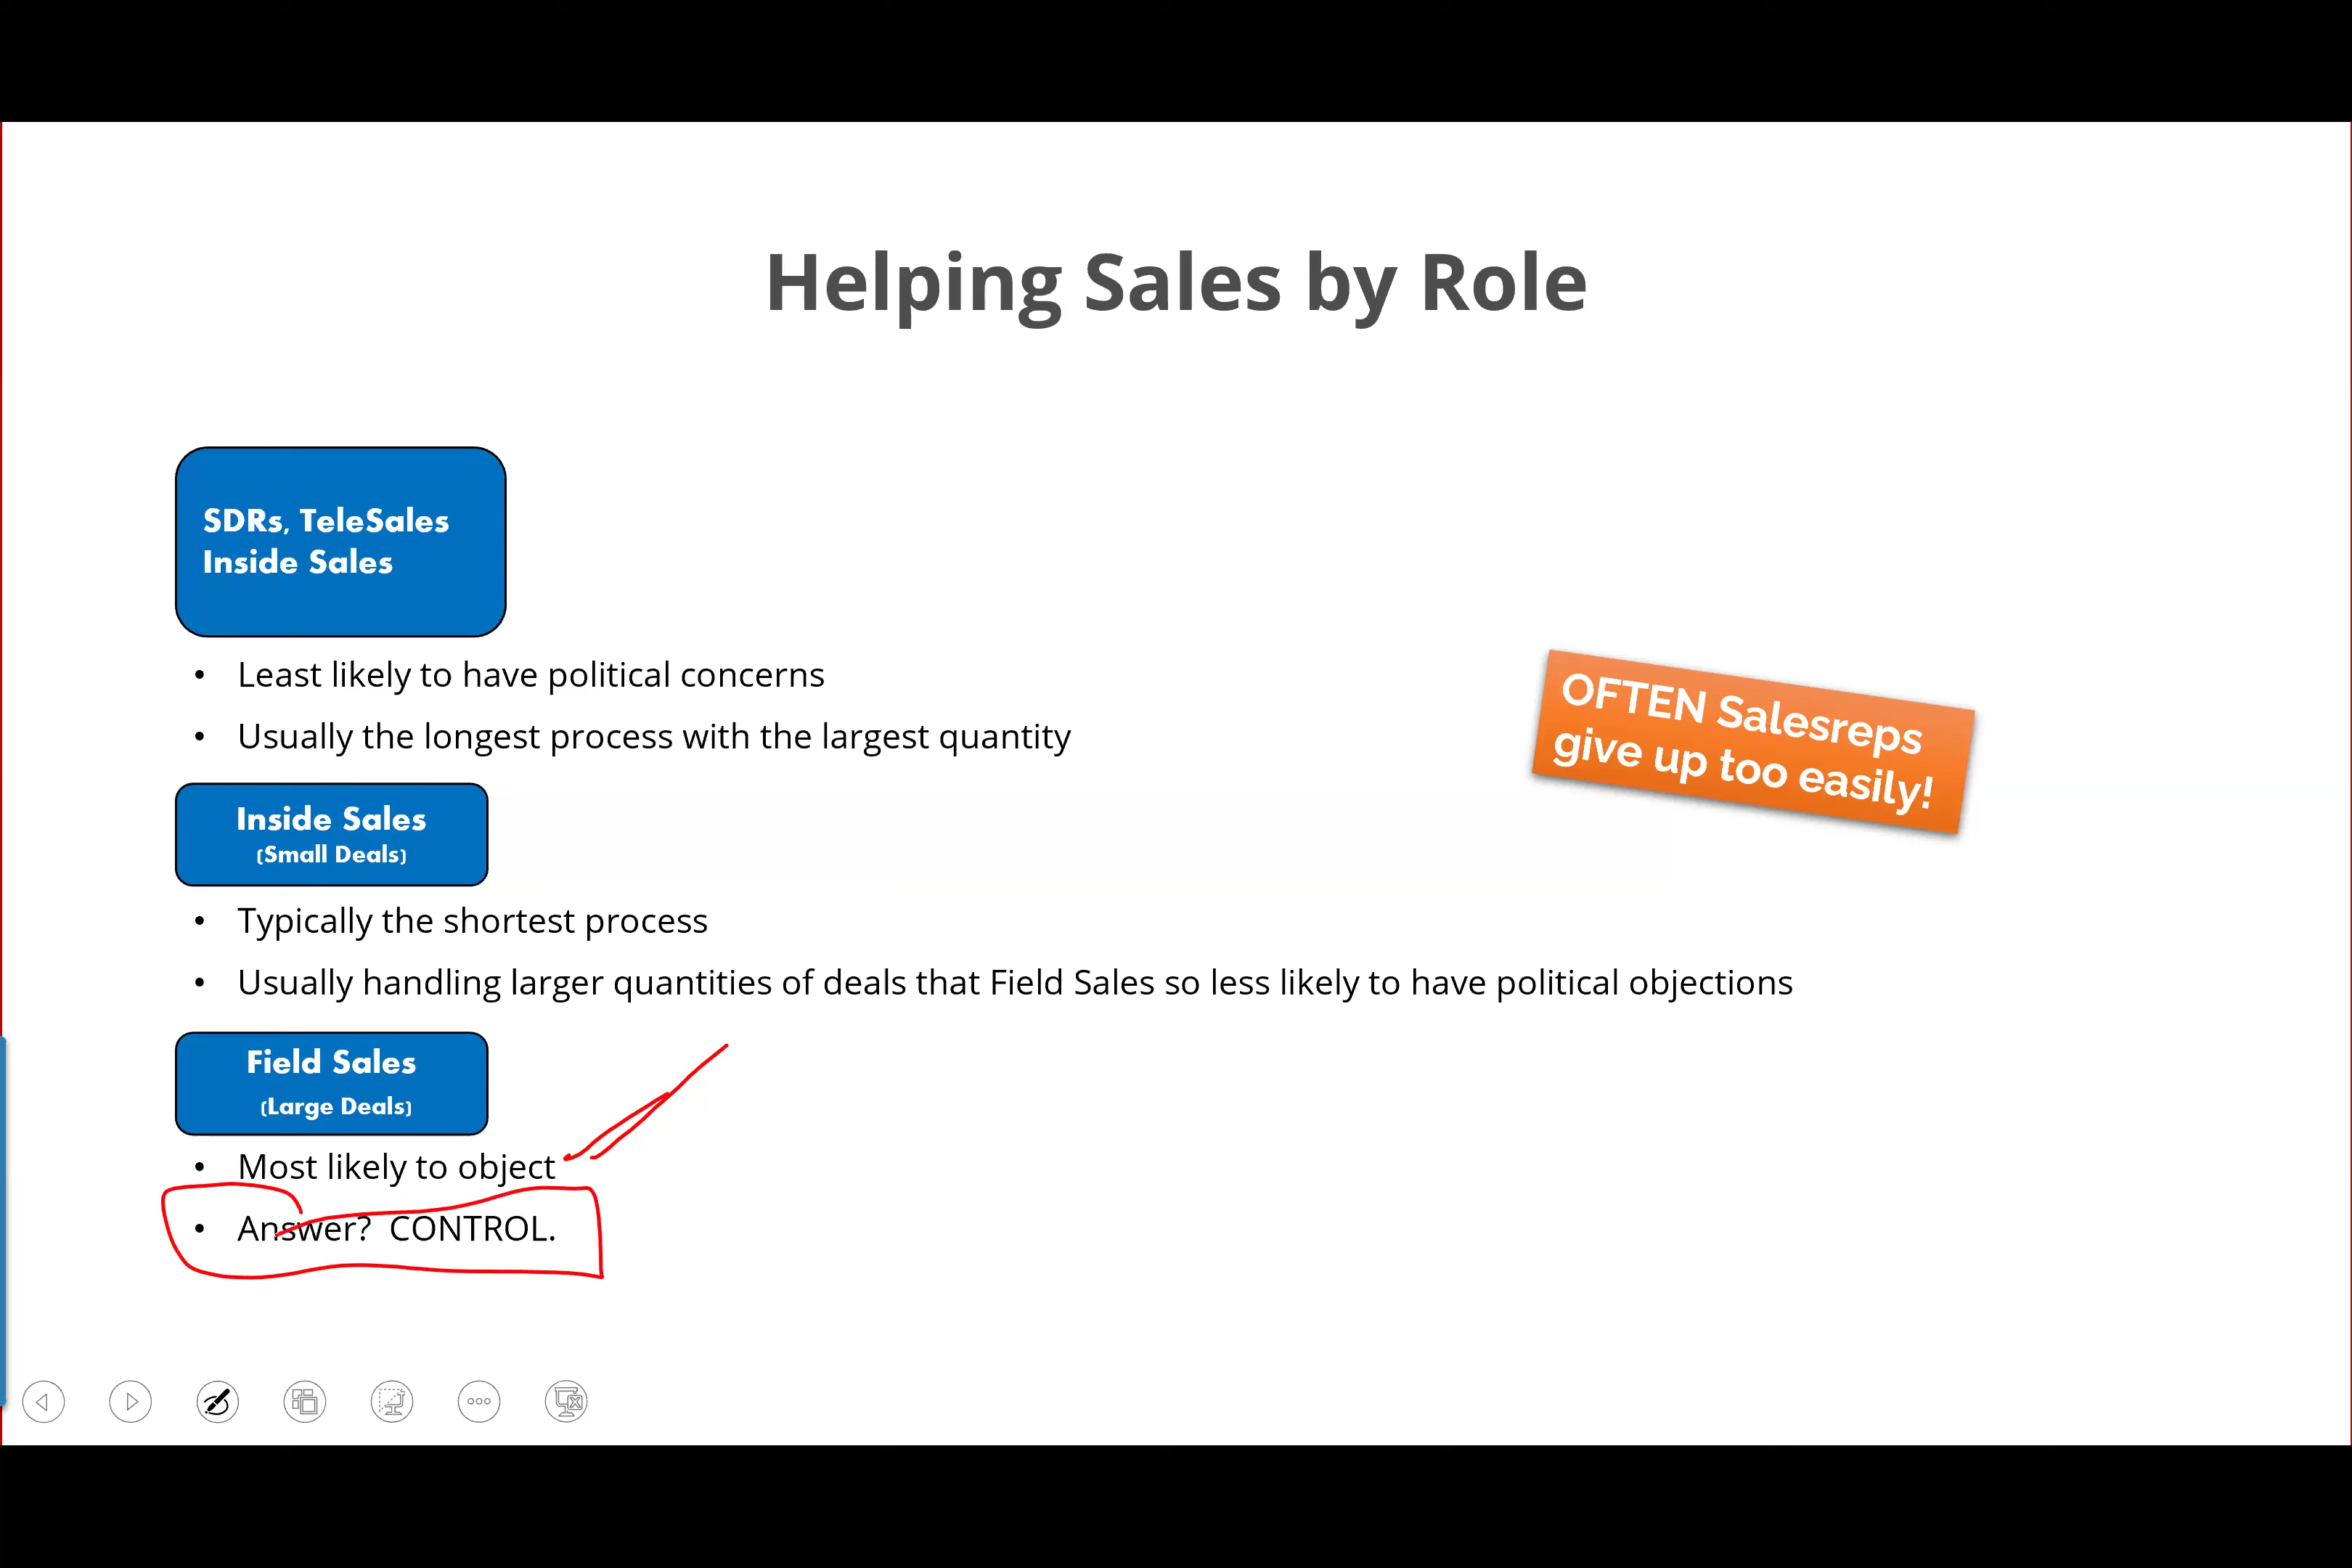 Helping Sales by Role
SDRs, TeleSales
Inside Sales
• Least likely to have political concerns
• Usually the longest process with the largest quantity
OFTEN Salesreps
give up too easily!
Inside Sales
(Small Deals)
• Typically the shortest process
• Usually handling larger quantities of deals that Field Sales so less likely to have political objections
Field Sales
(Large Deals)
• Most likely to object
• Answer?  CONTROL.